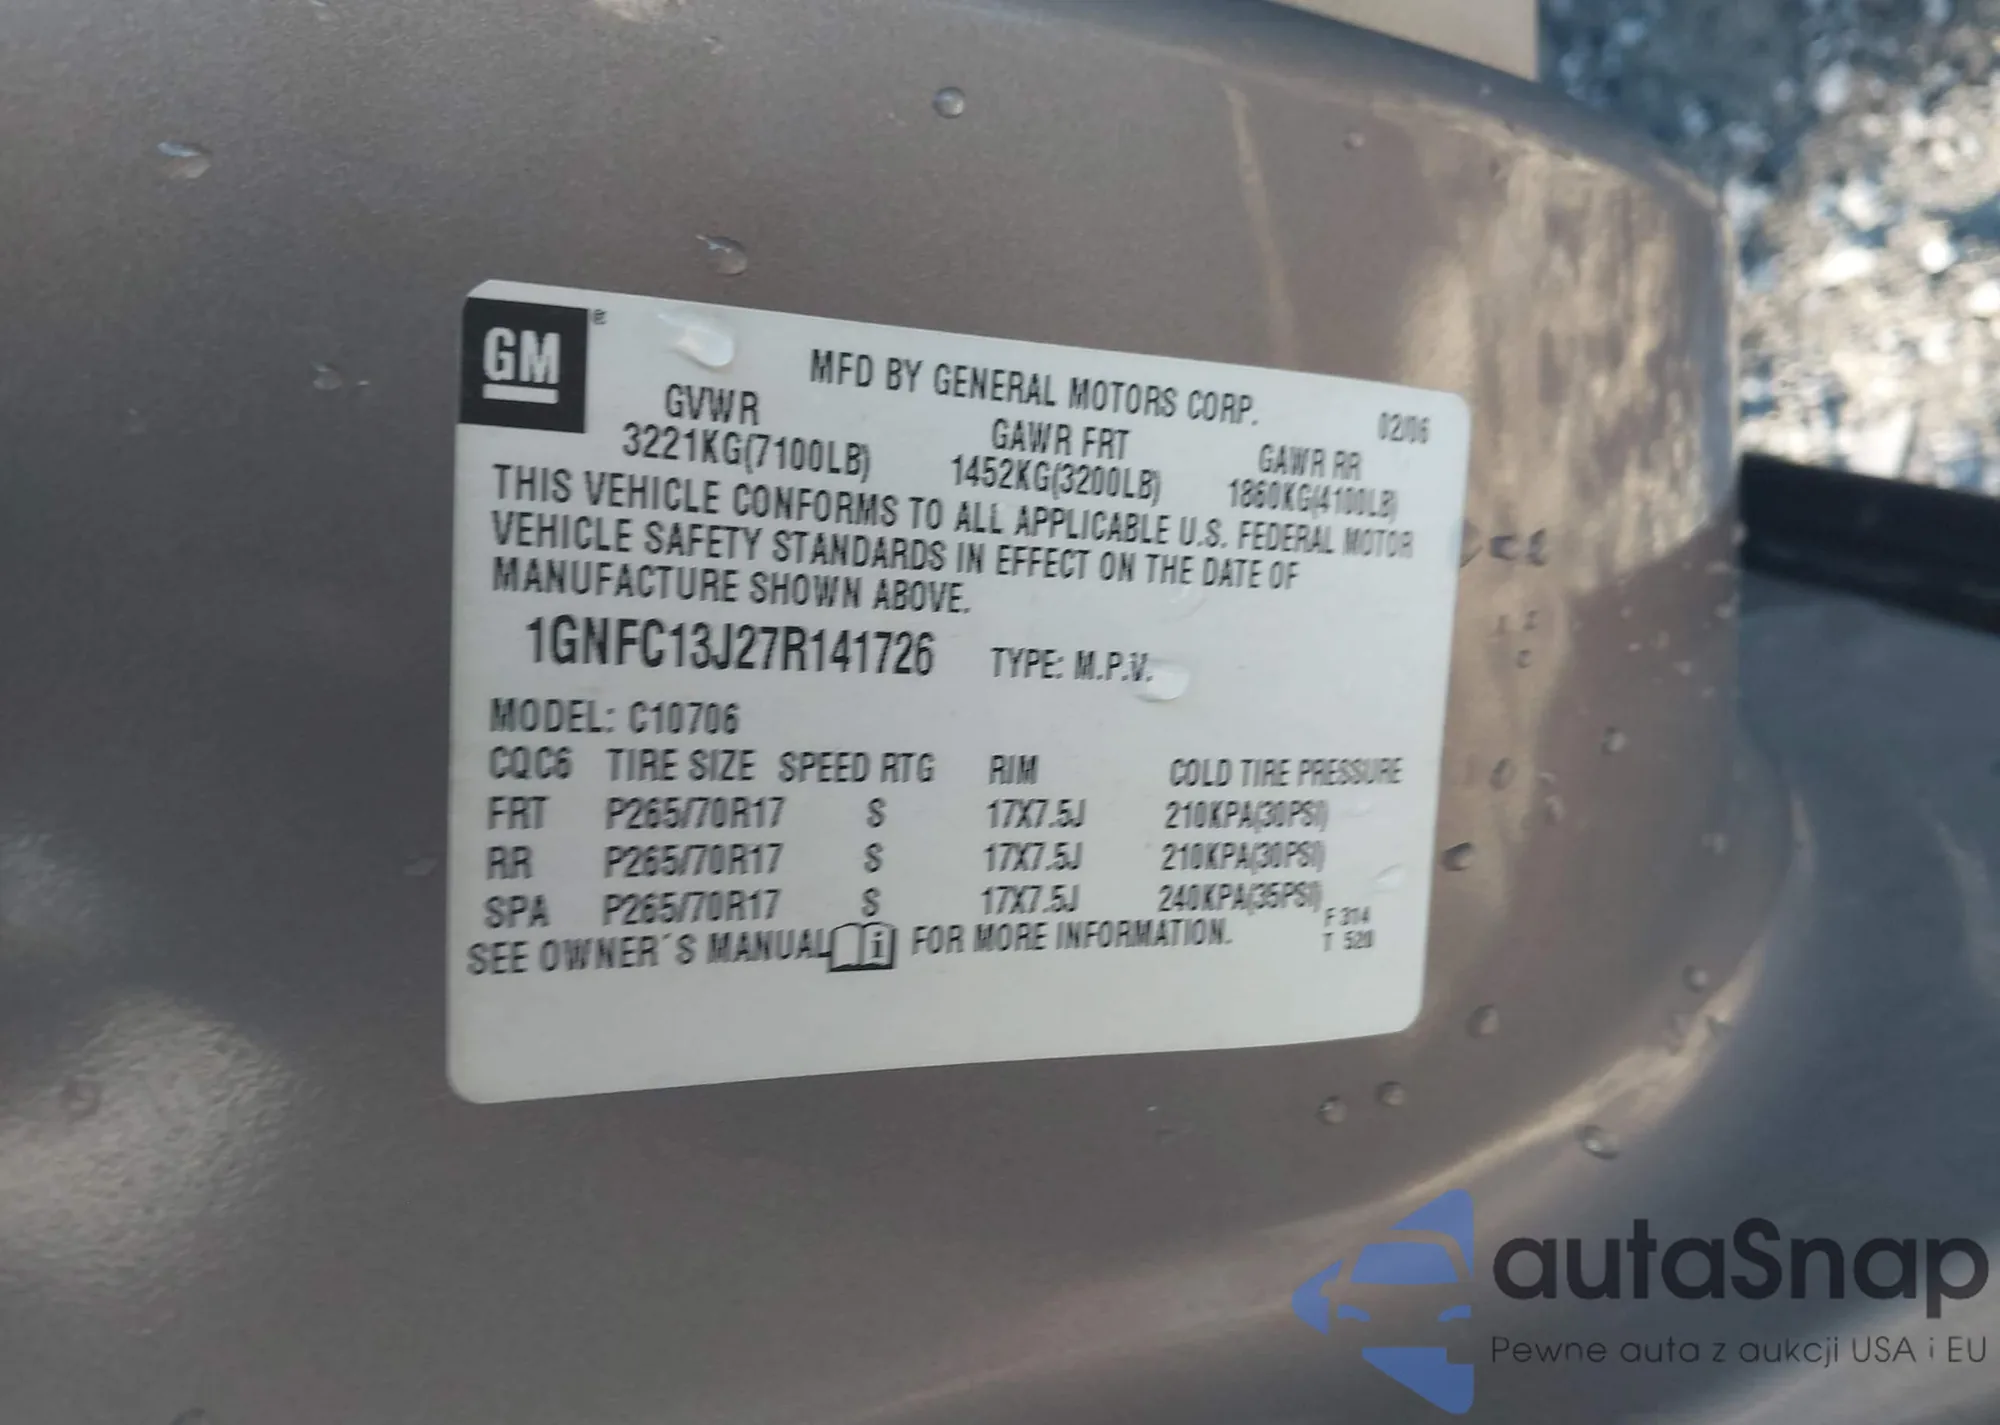 GM ®
MFD BY GENERAL MOTORS CORP.
02/06
GVWR GAWR FRT GAWR RR
3221KG(7100LB) 1452KG(3200LB) 1860KG(4100LB)
THIS VEHICLE CONFORMS TO ALL APPLICABLE U.S. FEDERAL MOTOR
VEHICLE SAFETY STANDARDS IN EFFECT ON THE DATE OF
MANUFACTURE SHOWN ABOVE.
1GNFC13J27R141726 TYPE: M.P.V.
MODEL: C10706
CQC6 TIRE SIZE SPEED RTG RIM COLD TIRE PRESSURE
FRT P265/70R17 S 17X7.5J 210KPA(30PSI)
RR P265/70R17 S 17X7.5J 210KPA(30PSI)
SPA P265/70R17 S 17X7.5J 240KPA(35PSI)
SEE OWNER´S MANUAL i FOR MORE INFORMATION.
F 314
T 520
autaSnap
Pewne auta z aukcji USA i EU